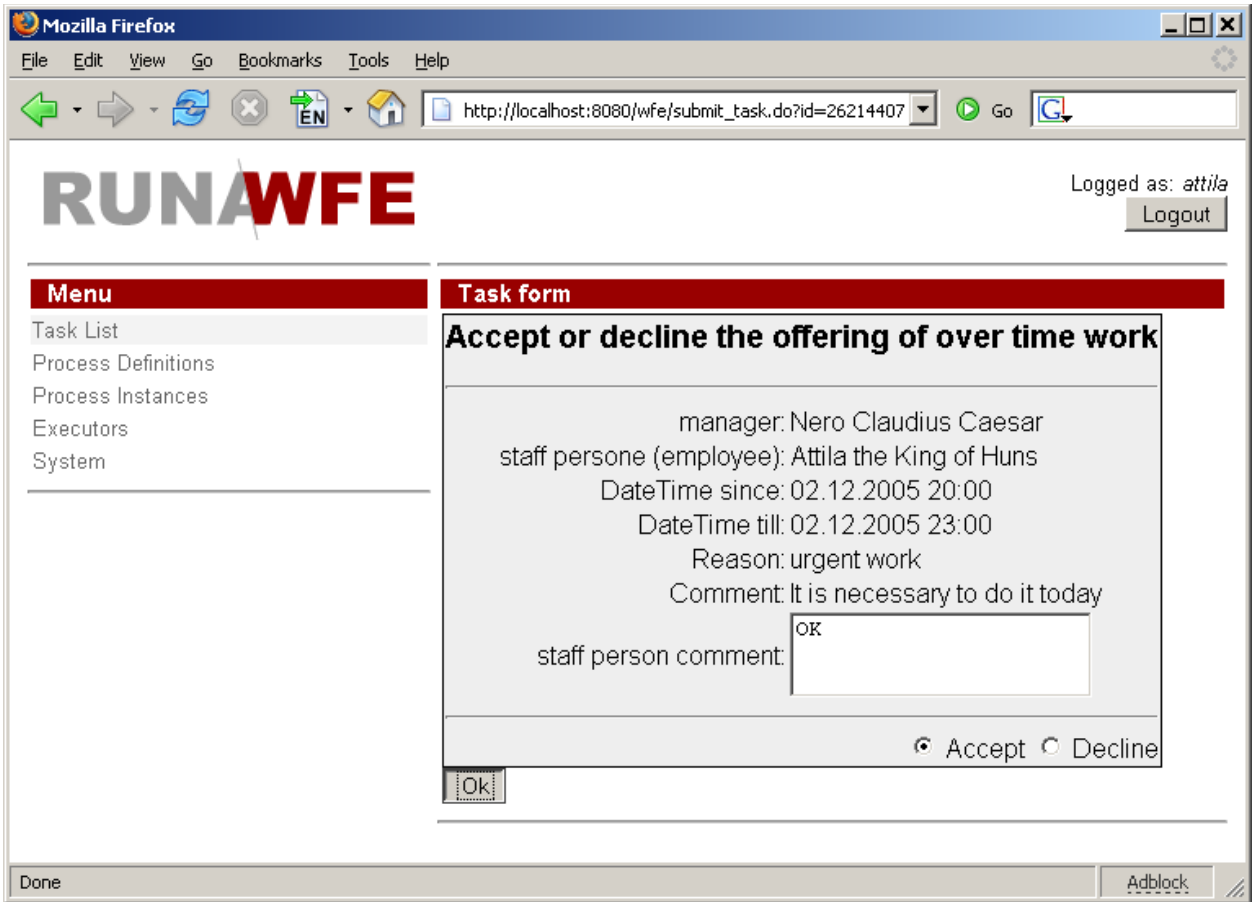 Mozilla Firefox
File Edit View Go Bookmarks Tools Help
EN http://localhost:8080/wfe/submit_task.do?id=26214407 Go G
RUNAWFE
Logged as: attila
Logout
Menu
Task List
Process Definitions
Process Instances
Executors
System
Task form
Accept or decline the offering of over time work
manager: Nero Claudius Caesar
staff persone (employee): Attila the King of Huns
DateTime since: 02.12.2005 20:00
DateTime till: 02.12.2005 23:00
Reason: urgent work
Comment: It is necessary to do it today
staff person comment: OK
Accept Decline
Ok
Done Adblock